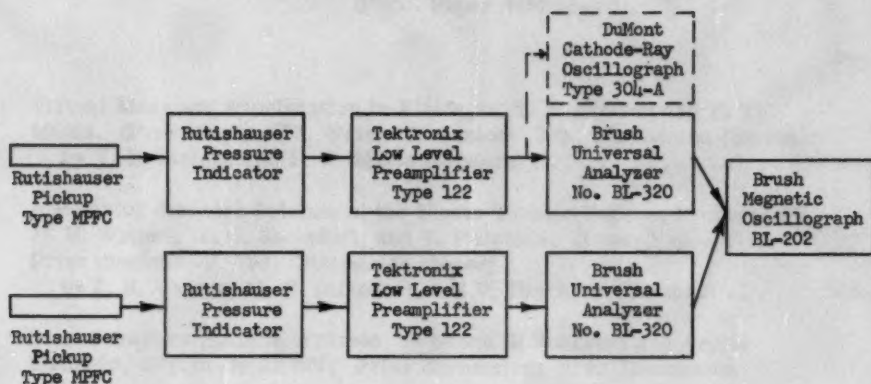 DuMont
Cathode-Ray
Oscillograph
Type 304-A
Rutishauser
Pickup
Type MPFC
Rutishauser
Pressure
Indicator
Tektronix
Low Level
Preamplifier
Type 122
Brush
Universal
Analyzer
No. BL-320
Brush
Megnetic
Oscillograph
BL-202
Rutishauser
Pickup
Type MPFC
Rutishauser
Pressure
Indicator
Tektronix
Low Level
Preamplifier
Type 122
Brush
Universal
Analyzer
No. BL-320